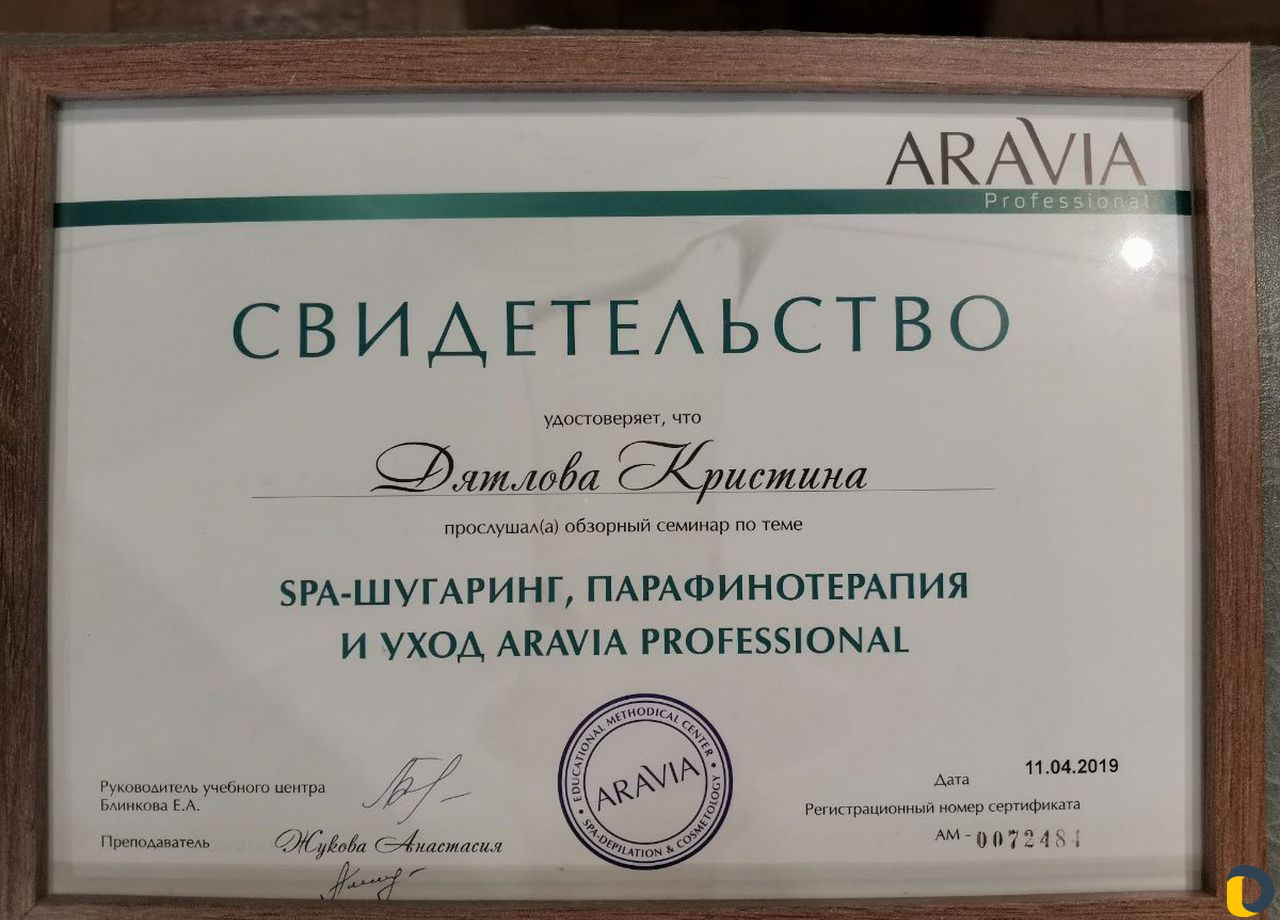 ARAVIA
Professional
СВИДЕТЕЛЬСТВО
удостоверяет, что
Дятлова Кристина
прослушал(а) обзорный семинар по теме
SPA-ШУГАРИНГ, ПАРАФИНОТЕРАПИЯ
И УХОД ARAVIA PROFESSIONAL
EDUCATIONAL METHODICAL CENTER
ARAVIA
SPA-DEPILATION & COSMETOLOGY
Руководитель учебного центра
Блинкова Е.А.
Преподаватель Жукова Анастасия
Дата 11.04.2019
Регистрационный номер сертификата
АМ - 0072484